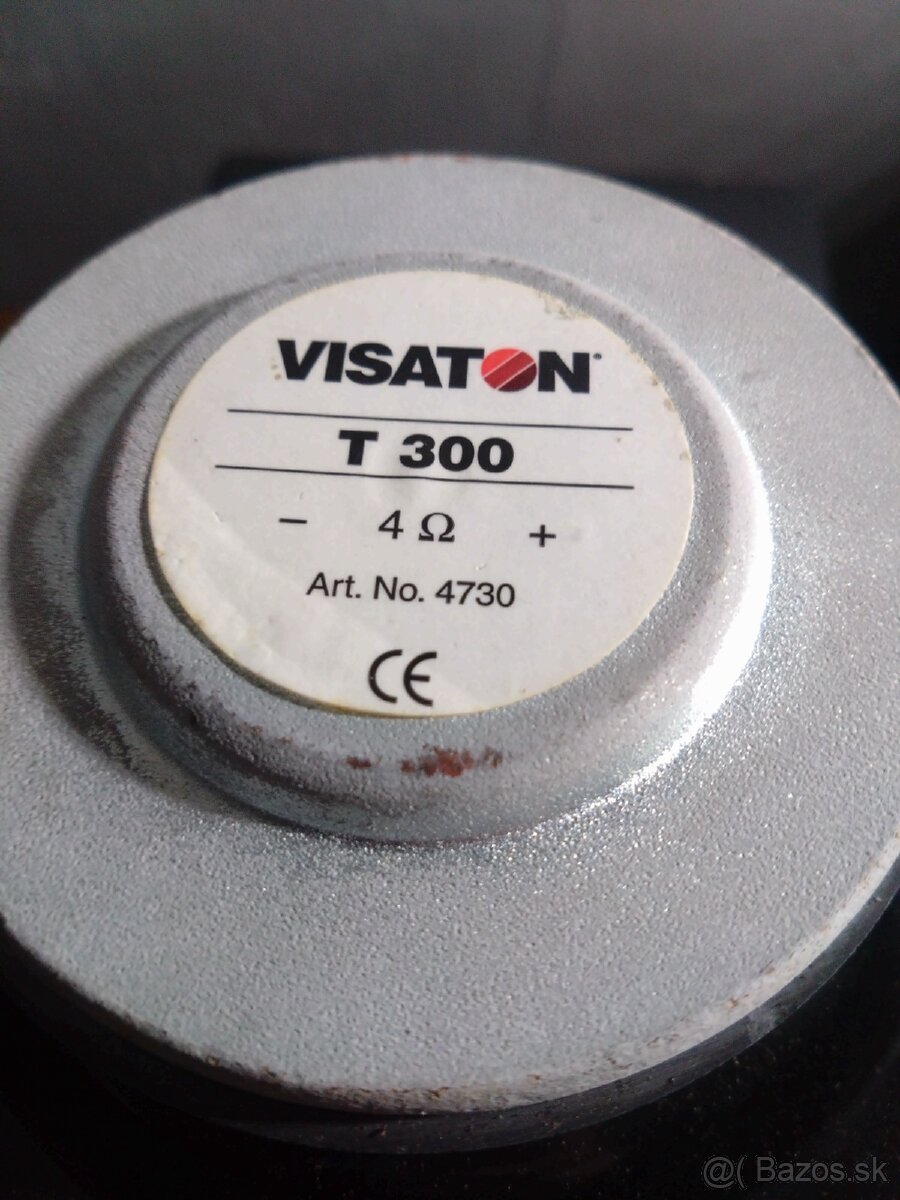 VISATON®
T 300
- 4 Ω +
Art. No. 4730
CE
@( Bazos.sk